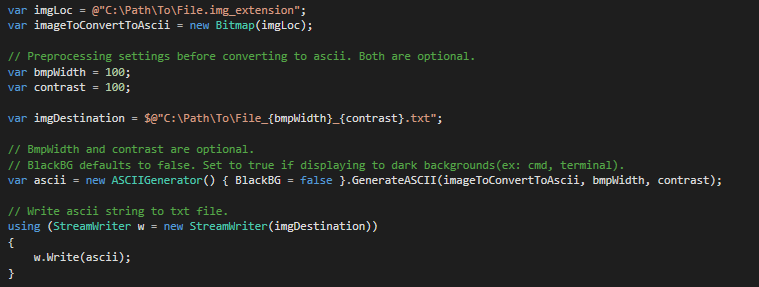 var imgLoc = @"C:\Path\To\File.img_extension";
var imageToConvertToAscii = new Bitmap(imgLoc);

// Preprocessing settings before converting to ascii. Both are optional.
var bmpWidth = 100;
var contrast = 100;

var imgDestination = $@"C:\Path\To\File_{bmpWidth}_{contrast}.txt";

// BmpWidth and contrast are optional.
// BlackBG defaults to false. Set to true if displaying to dark backgrounds(ex: cmd, terminal).
var ascii = new ASCIIGenerator() { BlackBG = false }.GenerateASCII(imageToConvertToAscii, bmpWidth, contrast);

// Write ascii string to txt file.
using (StreamWriter w = new StreamWriter(imgDestination))
{
    w.Write(ascii);
}